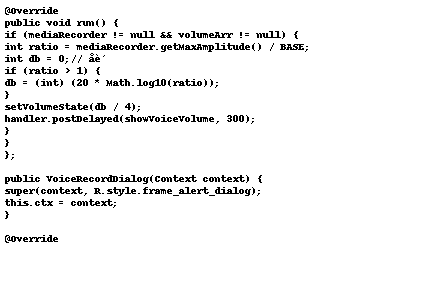 @Override
public void run() {
if (mediaRecorder != null && volumeArr != null) {
int ratio = mediaRecorder.getMaxAmplitude() / BASE;
int db = 0;// åè´
if (ratio > 1) {
db = (int) (20 * Math.log10(ratio));
}
setVolumeState(db / 4);
handler.postDelayed(showVoiceVolume, 300);
}
}
};

public VoiceRecordDialog(Context context) {
super(context, R.style.frame_alert_dialog);
this.ctx = context;
}

@Override